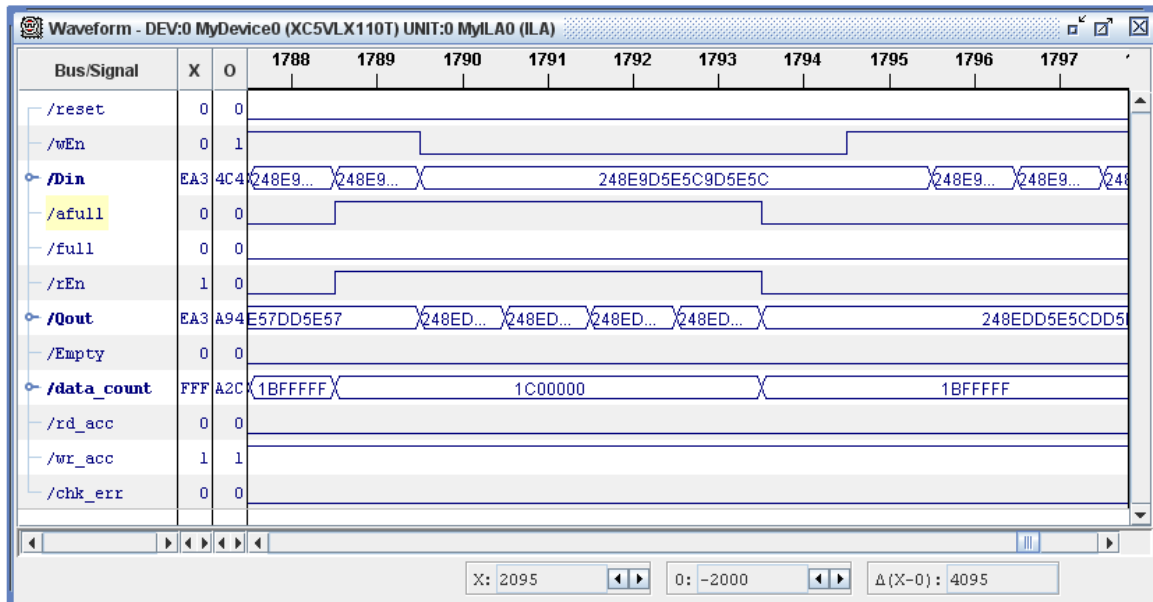 Waveform - DEV:0 MyDevice0 (XC5VLX110T) UNIT:0 MyILA0 (ILA)
Bus/Signal X O 1788 1789 1790 1791 1792 1793 1794 1795 1796 1797
/reset 0 0
/wEn 0 1
/Din EA3 4C4 248E9... 248E9... 248E9D5E5C9D5E5C 248E9... 248E9... 248
/afull 0 0
/full 0 0
/rEn 1 0
/Qout EA3 A94 E57DD5E57 248ED... 248ED... 248ED... 248ED... 248EDD5E5CDD5
/Empty 0 0
/data_count FFF A2C 1BFFFFF 1C00000 1BFFFFF
/rd_acc 0 0
/wr_acc 1 1
/chk_err 0 0
X: 2095 O: -2000 Δ(X-O): 4095